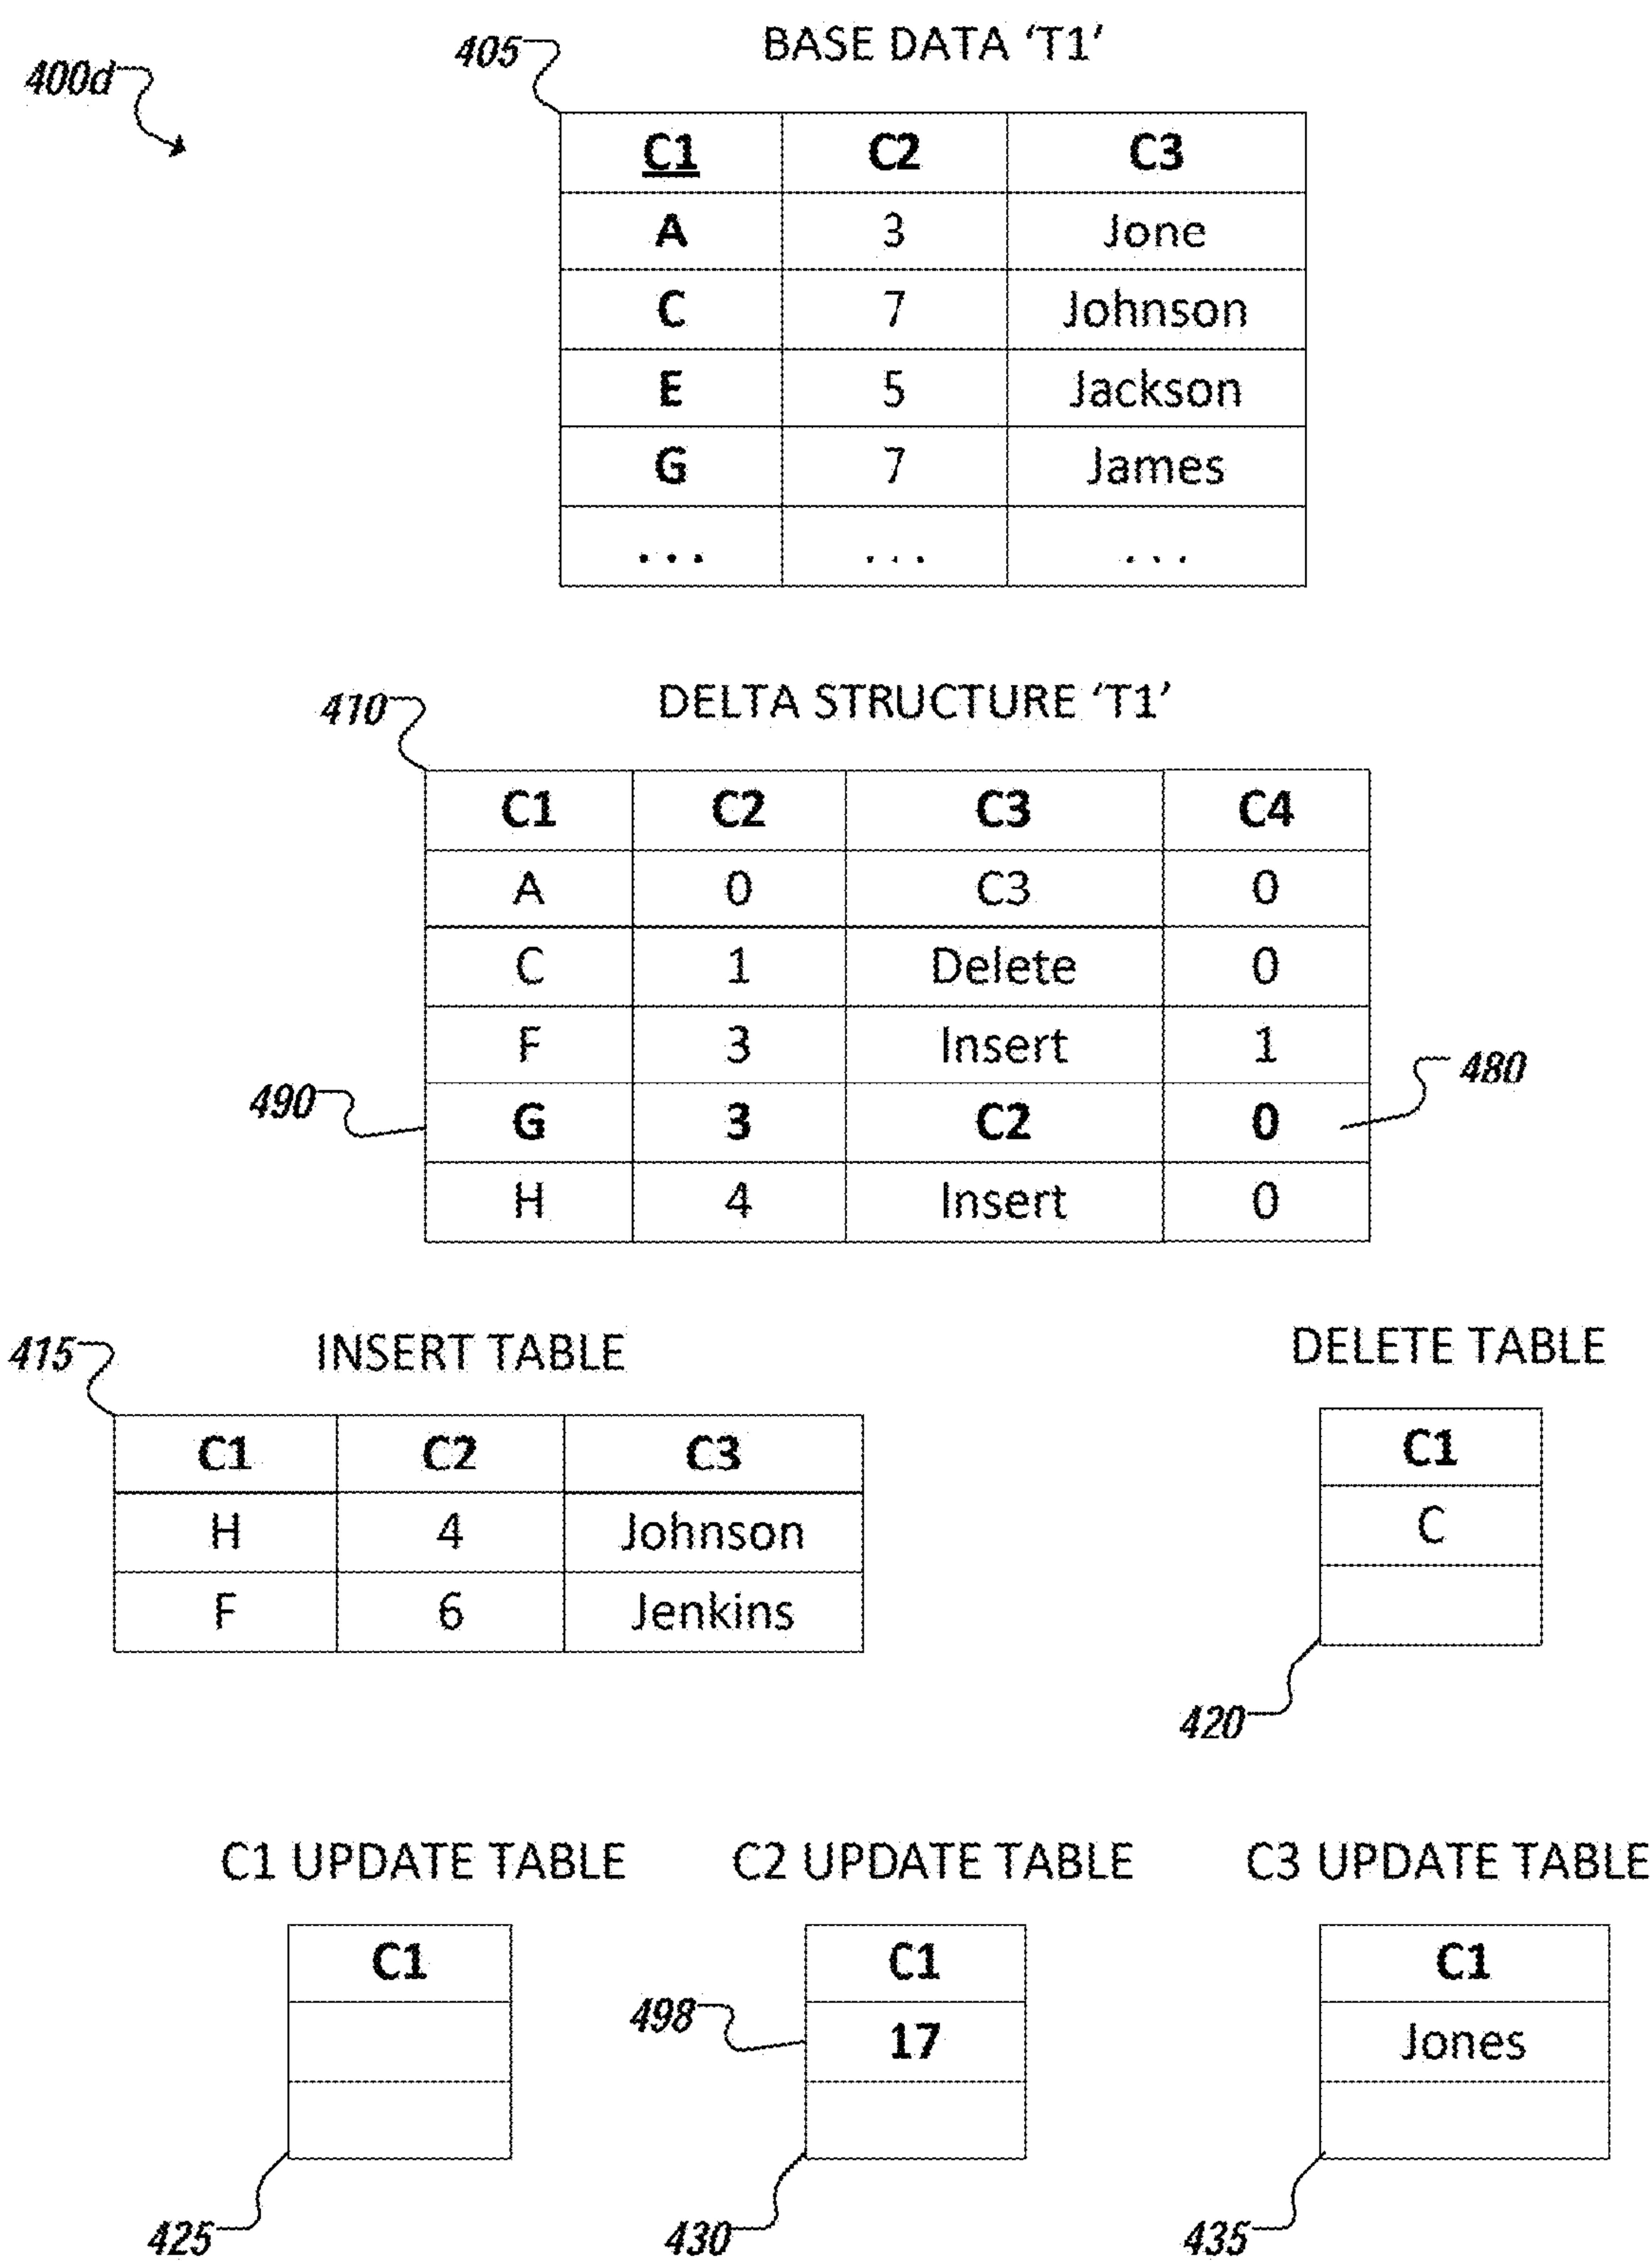 400d
405
BASE DATA ‘T1’
C1 C2 C3
A 3 Jone
C 7 Johnson
E 5 Jackson
G 7 James
... ... ...
410
DELTA STRUCTURE ‘T1’
C1 C2 C3 C4
A 0 C3 0
C 1 Delete 0
F 3 Insert 1
490 G 3 C2 0 480
H 4 Insert 0
415
INSERT TABLE
C1 C2 C3
H 4 Johnson
F 6 Jenkins
DELETE TABLE
C1
C
420
C1 UPDATE TABLE
C1
425
C2 UPDATE TABLE
C1
498 17
430
C3 UPDATE TABLE
C1
Jones
435